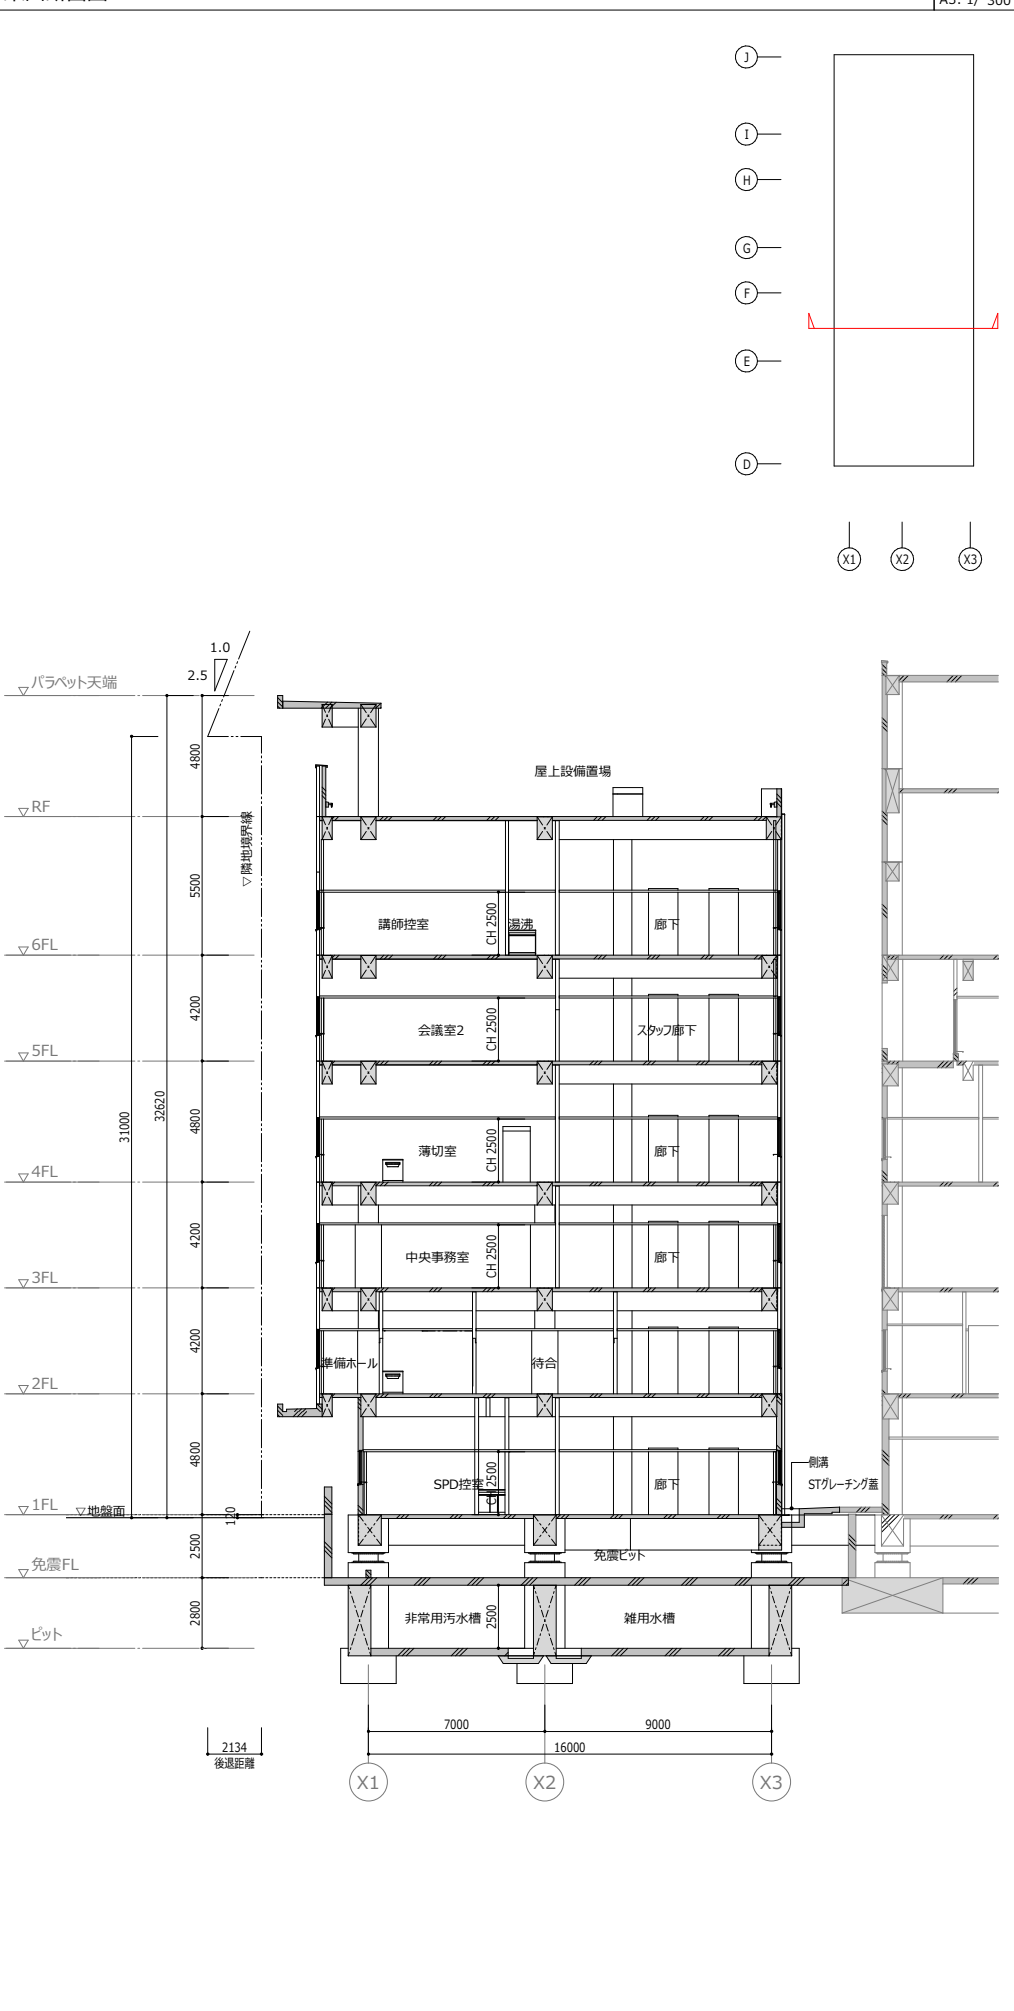 A3: 1/ 300
J
I
H
G
F
E
D
X1 X2 X3
1.0
2.5
▽パラペット天端
4800
屋上設備置場
▽RF
▽隣地境界線
5500
講師控室 CH 2500 湯沸 廊下
▽6FL
4200
会議室2 CH 2500 スタッフ廊下
▽5FL
31000
32620
4800
薄切室 CH 2500 廊下
▽4FL
4200
中央事務室 CH 2500 廊下
▽3FL
4200
準備ホール 待合
▽2FL
4800
側溝
SPD控室 CH 2500 廊下 STグレーチング蓋
▽1FL ▽地盤面
120
2500
免震ピット
▽免震FL
2800
非常用汚水槽 2500 雑用水槽
▽ピット
7000 9000
2134 16000
後退距離
X1 X2 X3